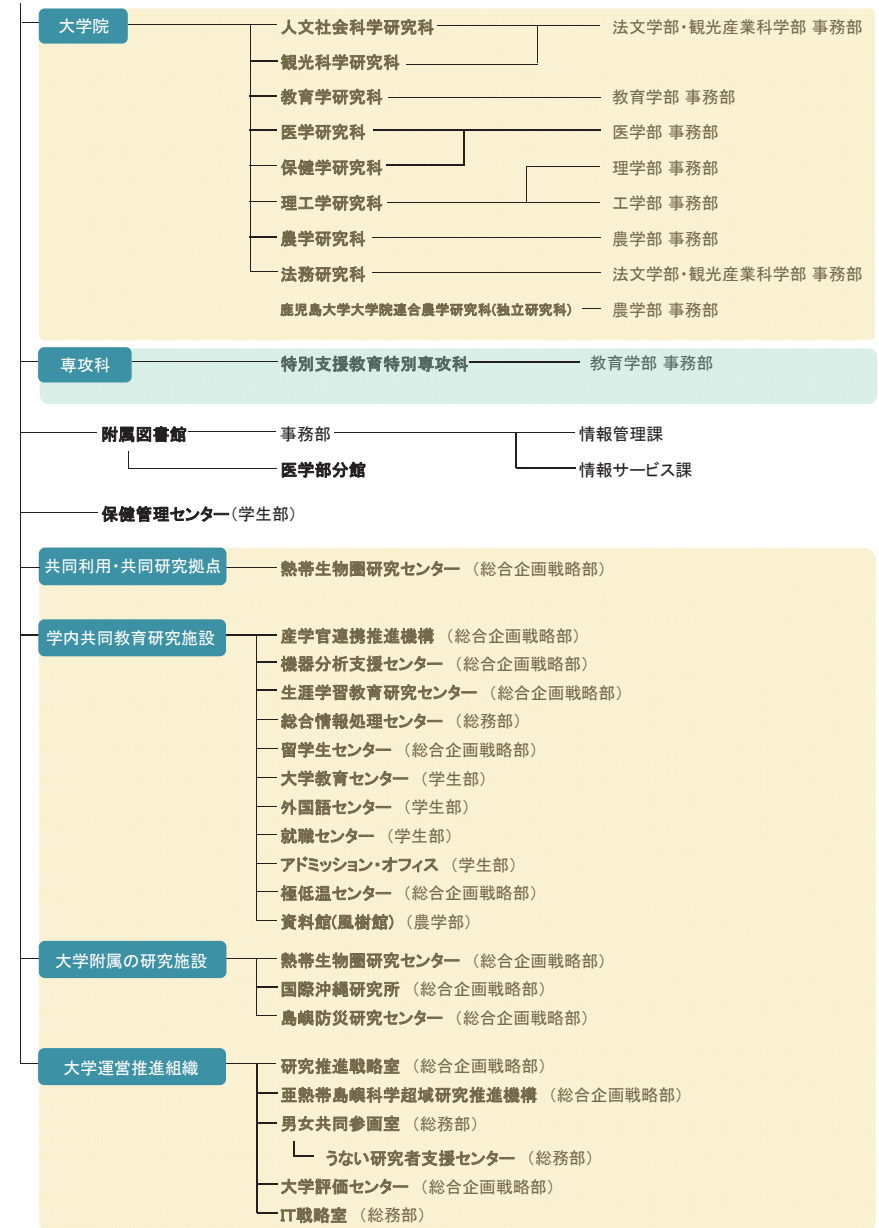 大学院 人文社会科学研究科 法文学部・観光産業科学部 事務部
観光科学研究科
教育学研究科 教育学部 事務部
医学研究科 医学部 事務部
保健学研究科 理学部 事務部
理工学研究科 工学部 事務部
農学研究科 農学部 事務部
法務研究科 法文学部・観光産業科学部 事務部
鹿児島大学大学院連合農学研究科(独立研究科) 農学部 事務部
専攻科 特別支援教育特別専攻科 教育学部 事務部
附属図書館 事務部 情報管理課
医学部分館 情報サービス課
保健管理センター(学生部)
共同利用・共同研究拠点 熱帯生物圏研究センター (総合企画戦略部)
学内共同教育研究施設 産学官連携推進機構 (総合企画戦略部)
機器分析支援センター (総合企画戦略部)
生涯学習教育研究センター (総合企画戦略部)
総合情報処理センター (総務部)
留学生センター (総合企画戦略部)
大学教育センター (学生部)
外国語センター (学生部)
就職センター (学生部)
アドミッション・オフィス (学生部)
極低温センター (総合企画戦略部)
資料館(風樹館) (農学部)
大学附属の研究施設 熱帯生物圏研究センター (総合企画戦略部)
国際沖縄研究所 (総合企画戦略部)
島嶼防災研究センター (総合企画戦略部)
大学運営推進組織 研究推進戦略室 (総合企画戦略部)
亜熱帯島嶼科学超域研究推進機構 (総合企画戦略部)
男女共同参画室 (総務部)
うない研究者支援センター (総務部)
大学評価センター (総合企画戦略部)
IT戦略室 (総務部)